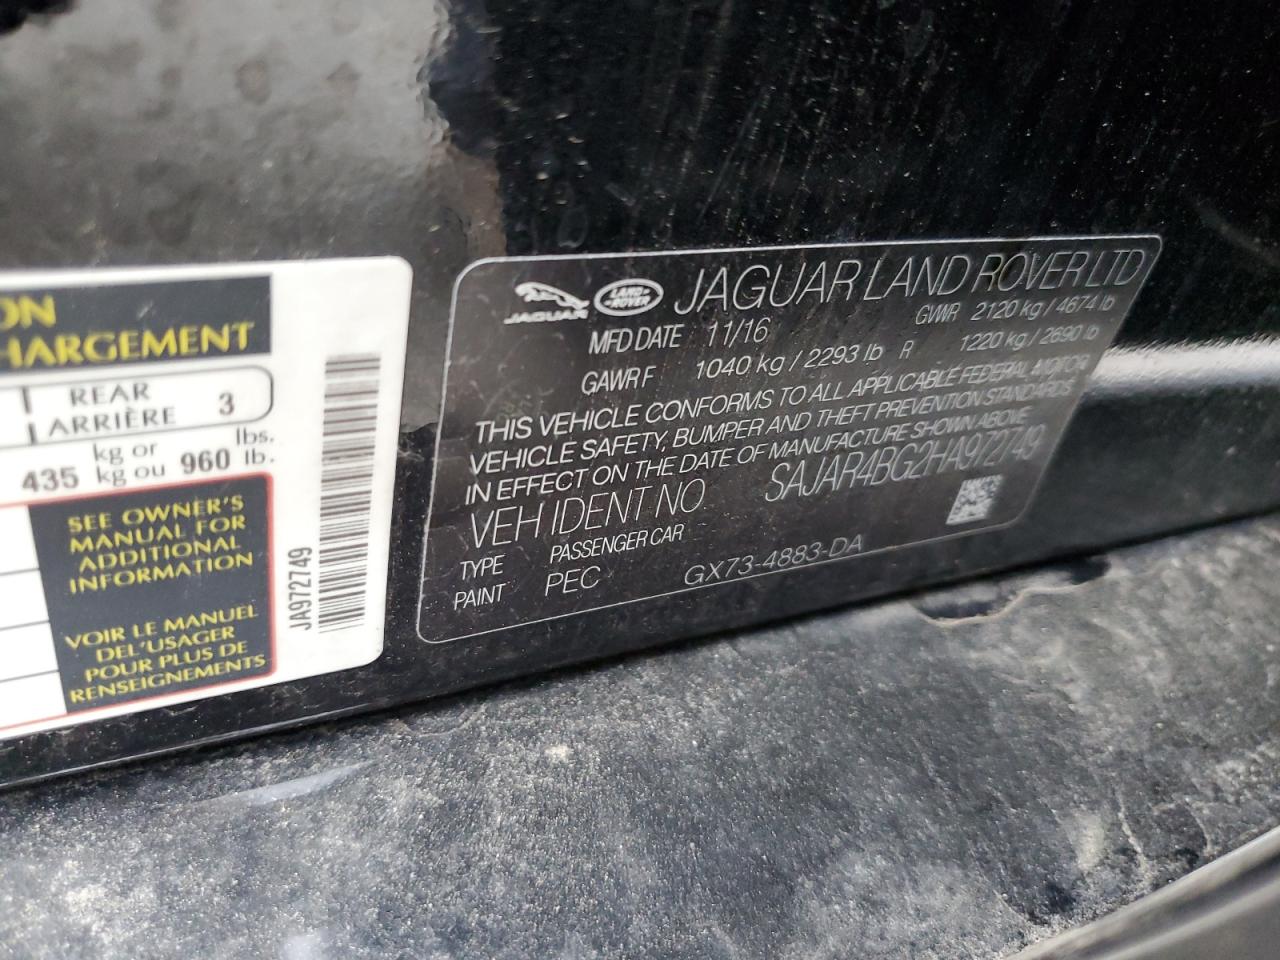 ON
HARGEMENT
REAR
ARRIÈRE 3
435 kg or
kg ou 960 lbs.
lb.
SEE OWNER'S
MANUAL FOR
ADDITIONAL
INFORMATION
VOIR LE MANUEL
DEL'USAGER
POUR PLUS DE
RENSEIGNEMENTS
JA972749
JAGUAR
LAND ROVER
JAGUAR LAND ROVER LTD
MFD DATE 11/16 GVWR 2120 kg / 4674 lb
GAWR F 1040 kg / 2293 lb R 1220 kg / 2690 lb
THIS VEHICLE CONFORMS TO ALL APPLICABLE FEDERAL MOTOR
VEHICLE SAFETY, BUMPER AND THEFT PREVENTION STANDARDS
IN EFFECT ON THE DATE OF MANUFACTURE SHOWN ABOVE
VEH IDENT NO SAJAR4BG2HA972749
TYPE PASSENGER CAR
PAINT PEC GX73-4883-DA